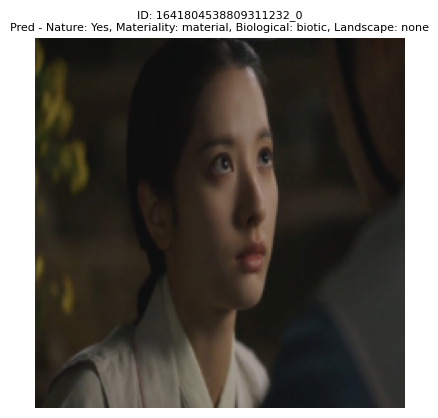 ID: 1641804538809311232_0
Pred - Nature: Yes, Materiality: material, Biological: biotic, Landscape: none